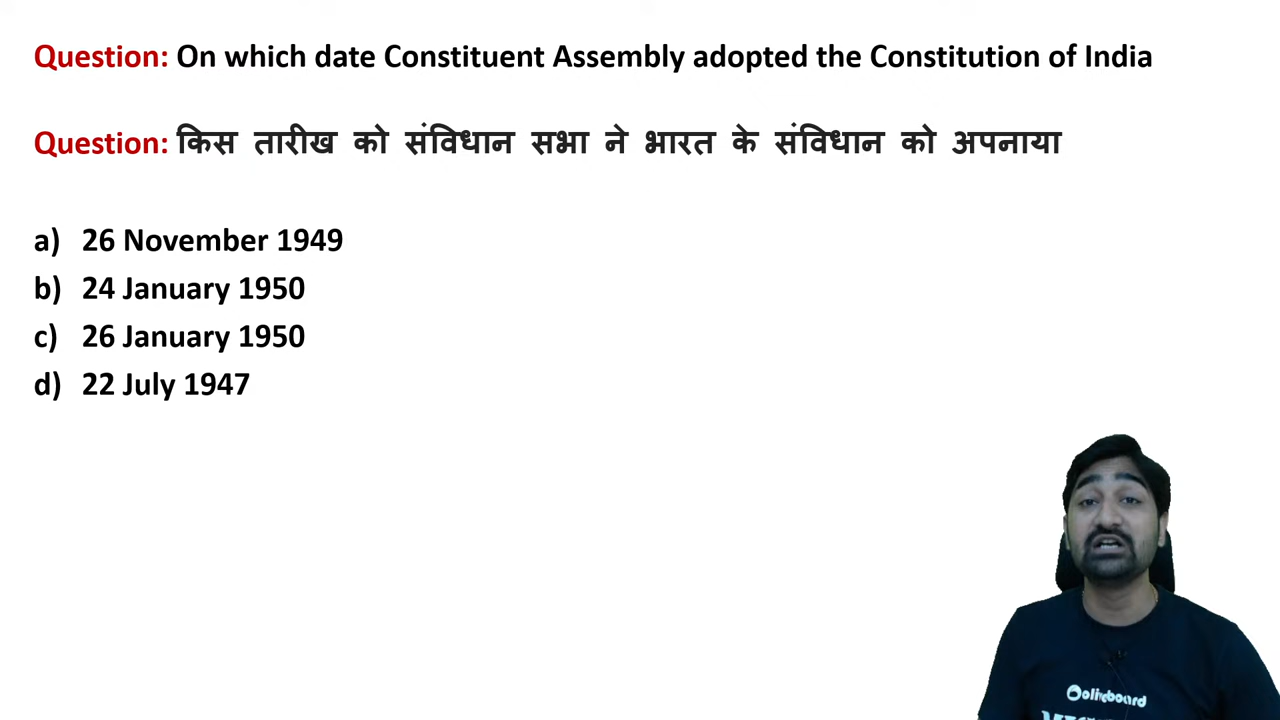 Question: On which date Constituent Assembly adopted the Constitution of India
Question: किस तारीख को संविधान सभा ने भारत के संविधान को अपनाया
a) 26 November 1949
b) 24 January 1950
c) 26 January 1950
d) 22 July 1947
oliveboard